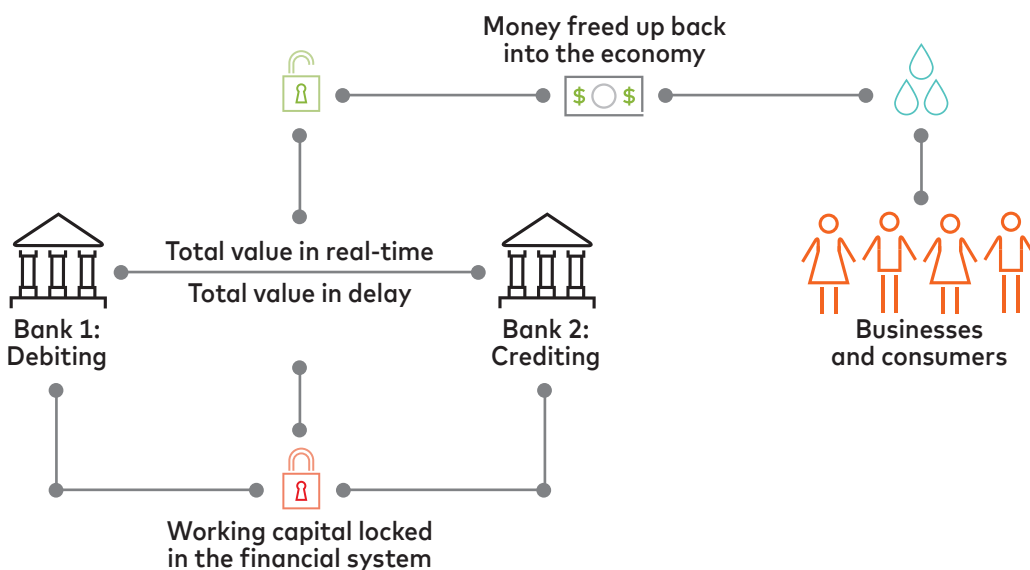 Money freed up back
into the economy
$ $
Total value in real-time
Total value in delay
Bank 1:
Debiting
Bank 2:
Crediting
Businesses
and consumers
Working capital locked
in the financial system